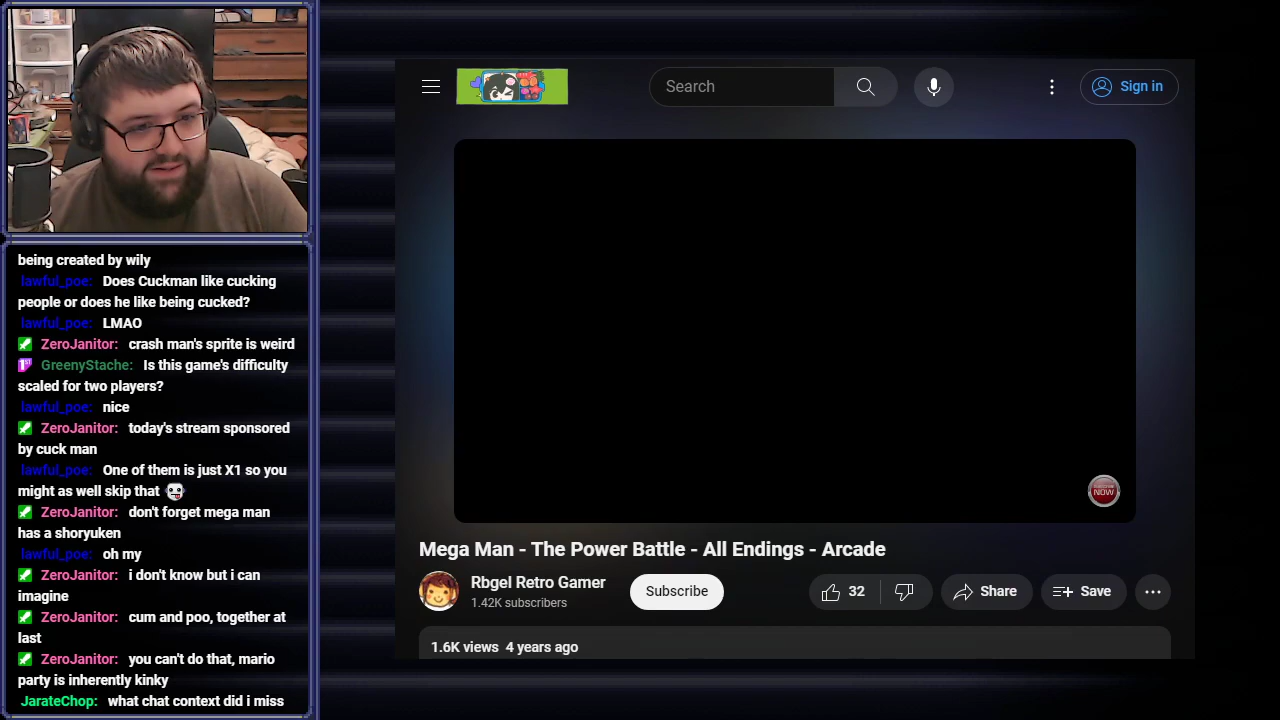 being created by wily
lawful_poe: Does Cuckman like cucking
people or does he like being cucked?
lawful_poe: LMAO
ZeroJanitor: crash man's sprite is weird
GreenyStache: Is this game's difficulty
scaled for two players?
lawful_poe: nice
ZeroJanitor: today's stream sponsored
by cuck man
lawful_poe: One of them is just X1 so you
might as well skip that
ZeroJanitor: don't forget mega man
has a shoryuken
lawful_poe: oh my
ZeroJanitor: i don't know but i can
imagine
ZeroJanitor: cum and poo, together at
last
ZeroJanitor: you can't do that, mario
party is inherently kinky
JarateChop: what chat context did i miss
Search
Sign in
NOW
Mega Man - The Power Battle - All Endings - Arcade
Rbgel Retro Gamer
1.42K subscribers
Subscribe
32
Share
Save
1.6K views 4 years ago